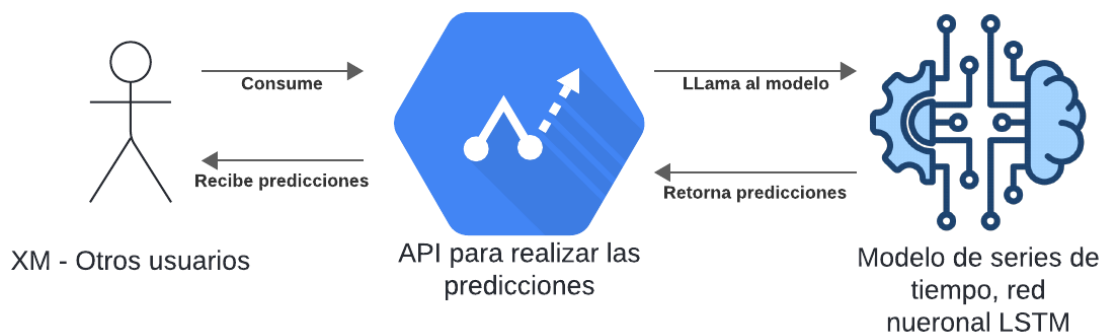 Consume
LLama al modelo
Recibe predicciones
Retorna predicciones
XM - Otros usuarios
API para realizar las
predicciones
Modelo de series de
tiempo, red
nueronal LSTM